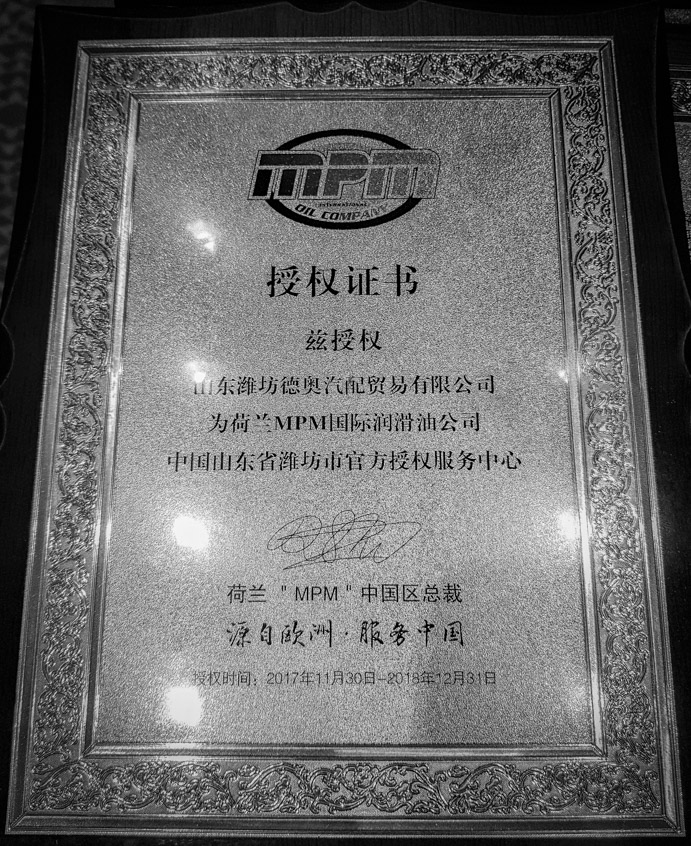 mpm
INTERNATIONAL
OIL COMPANY
授权证书
兹授权
山东潍坊德奥汽配贸易有限公司
为荷兰MPM国际润滑油公司
中国山东省潍坊市官方授权服务中心
荷兰 "MPM" 中国区总裁
源自欧洲·服务中国
授权时间：2017年11月30日-2018年12月31日